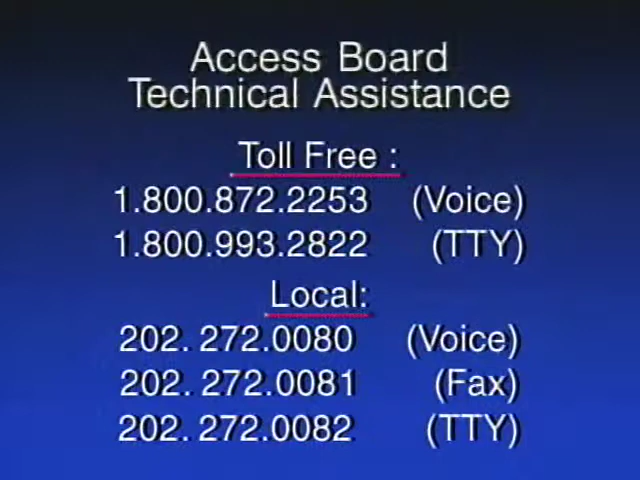 Access Board
Technical Assistance
Toll Free :
1.800.872.2253 (Voice)
1.800.993.2822 (TTY)
Local:
202. 272.0080 (Voice)
202. 272.0081 (Fax)
202. 272.0082 (TTY)